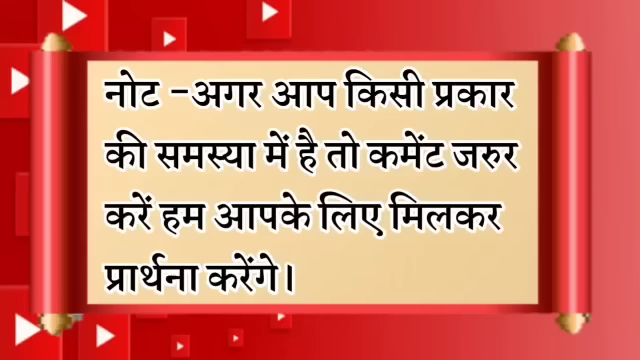 नोट -अगर आप किसी प्रकार
की समस्या में है तो कमेंट जरुर
करें हम आपके लिए मिलकर
प्रार्थना करेंगे।